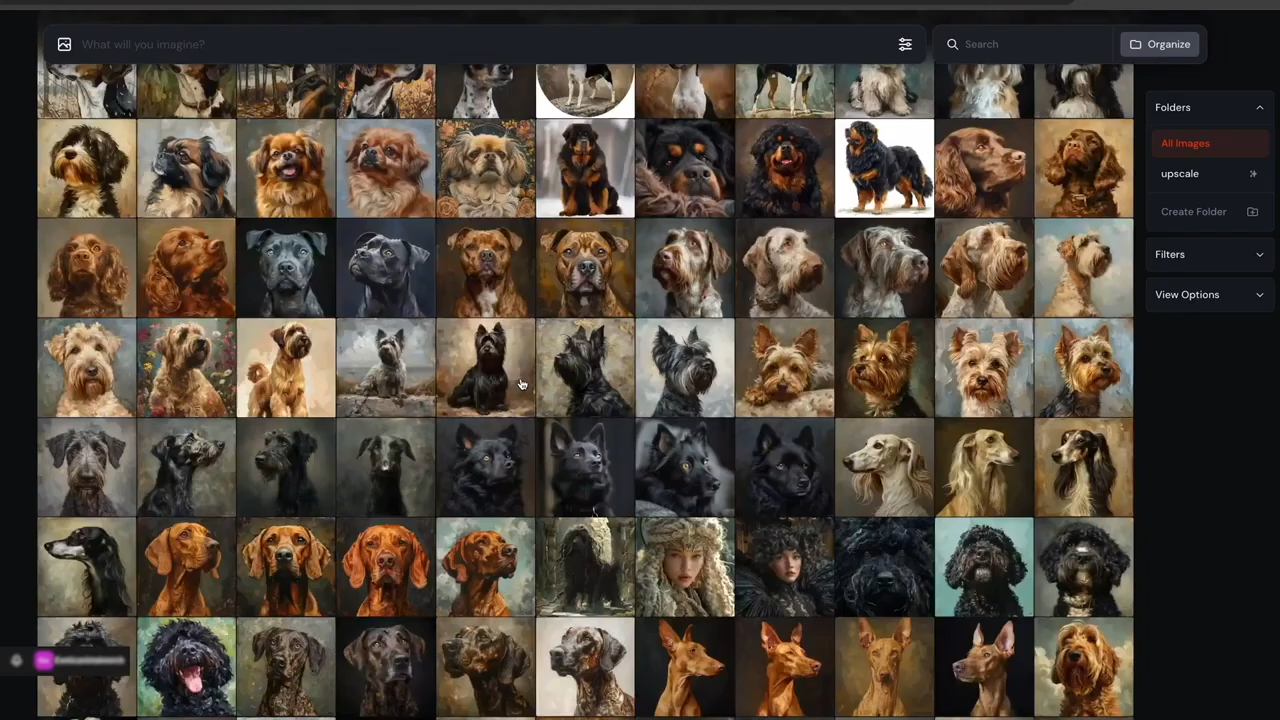 What will you imagine?
Search
Organize
Folders
All Images
upscale
Create Folder
Filters
View Options